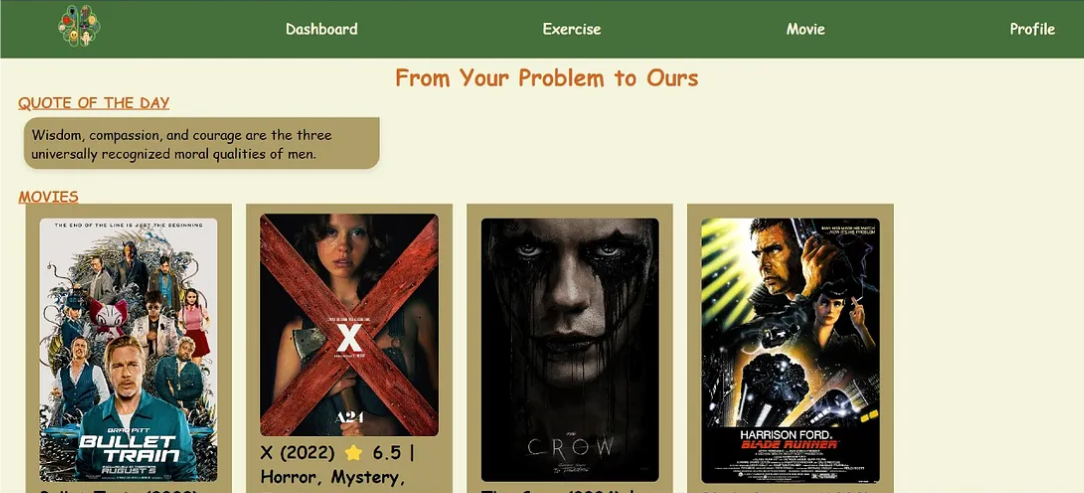 Dashboard
Exercise
Movie
Profile
From Your Problem to Ours
QUOTE OF THE DAY
Wisdom, compassion, and courage are the three
universally recognized moral qualities of men.
MOVIES
THE END OF THE LINE IS JUST THE BEGINNING
BRAD PITT
BULLET
TRAIN
X
A24
X (2022) ⭐ 6.5 |
Horror, Mystery,
THE
CROW
HARRISON FORD
BLADE RUNNER